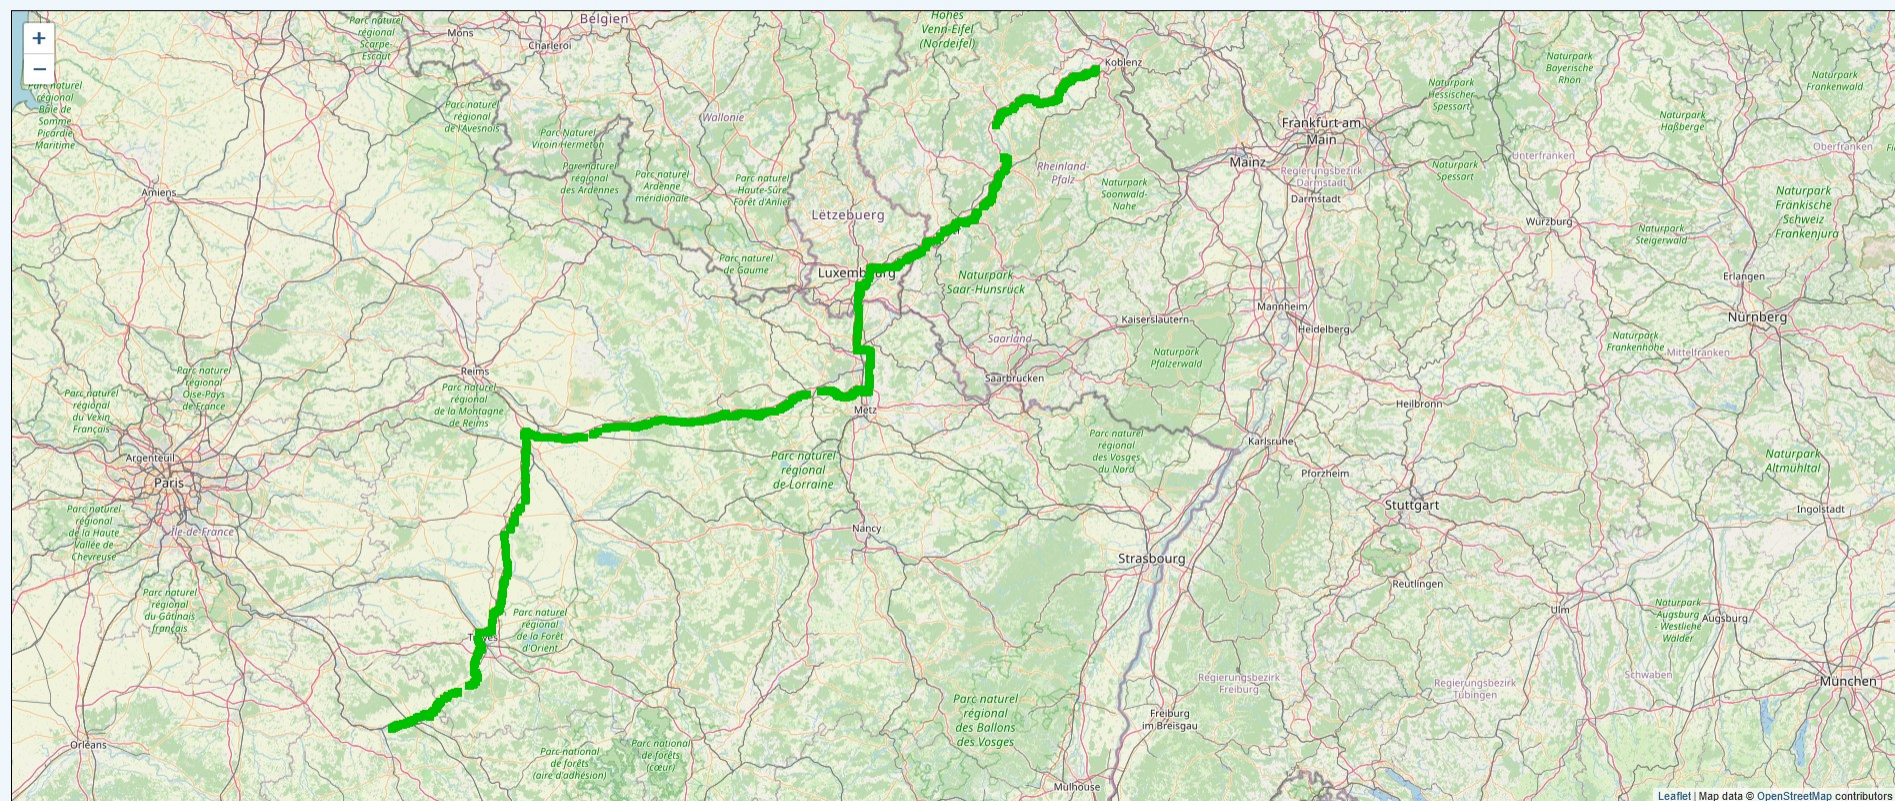 +
−
Belgien
Mons
Charleroi
Parc naturel
régional
Scarpe-
Escaut
Hohes
Venn-Eifel
(Nordeifel)
Koblenz
Parc naturel
régional
Baie de
Somme
Picardie
Maritime
Parc naturel
régional
de l'Avesnois
Wallonie
Parc Naturel
Viroin Hermeton
Parc naturel
régional
des Ardennes
Parc naturel
Ardenne
méridionale
Parc naturel
Haute-Sûre
Forêt d'Anlier
Amiens
Lëtzebuerg
Rheinland-
Pfalz
Naturpark
Soonwald-
Nahe
Mainz
Frankfurt am
Main
Regierungsbezirk
Darmstadt
Darmstadt
Naturpark
Hessischer
Spessart
Naturpark
Spessart
Naturpark
Bayerische
Rhön
Naturpark
Haßberge
Naturpark
Frankenwald
Oberfranken
Unterfranken
Würzburg
Naturpark
Steigerwald
Naturpark
Fränkische
Schweiz
Frankenjura
Erlangen
Nürnberg
Parc naturel
de Gaume
Luxembourg
Naturpark
Saar-Hunsrück
Kaiserslautern
Mannheim
Heidelberg
Saarland
Saarbrücken
Naturpark
Pfälzerwald
Naturpark
Frankenhöhe
Mittelfranken
Reims
Parc naturel
régional
Oise-Pays
de France
Parc naturel
régional
du Vexin
Français
Parc naturel
régional
de la Montagne
de Reims
Metz
Heilbronn
Karlsruhe
Pforzheim
Parc naturel
régional
des Vosges
du Nord
Parc naturel
régional
de Lorraine
Naturpark
Altmühltal
Argenteuil
Paris
Île-de-France
Parc naturel
régional
de la Haute
Vallée de
Chevreuse
Nancy
Stuttgart
Ingolstadt
Strasbourg
Reutlingen
Ulm
Naturpark
Augsburg
- Westliche
Wälder
Augsburg
Parc naturel
régional
du Gâtinais
français
Troyes
Parc naturel
régional
de la Forêt
d'Orient
Regierungsbezirk
Freiburg
Regierungsbezirk
Tübingen
Schwaben
München
Parc naturel
régional
des Ballons
des Vosges
Freiburg
im Breisgau
Orléans
Parc national
de forêts
(aire d'adhésion)
Parc national
de forêts
(cœur)
Mulhouse
Leaflet | Map data © OpenStreetMap contributors